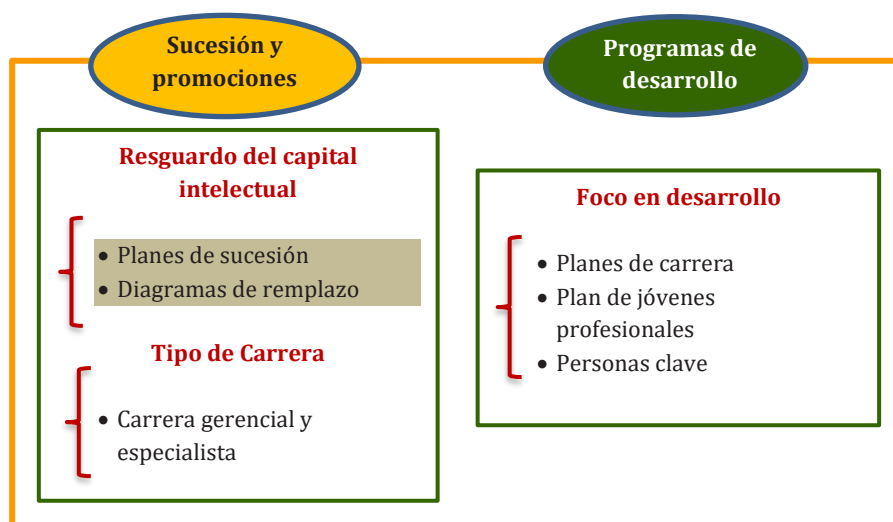 Sucesión y
promociones
Resguardo del capital
intelectual
• Planes de sucesión
• Diagramas de remplazo
Tipo de Carrera
• Carrera gerencial y
especialista
Programas de
desarrollo
Foco en desarrollo
• Planes de carrera
• Plan de jóvenes
profesionales
• Personas clave